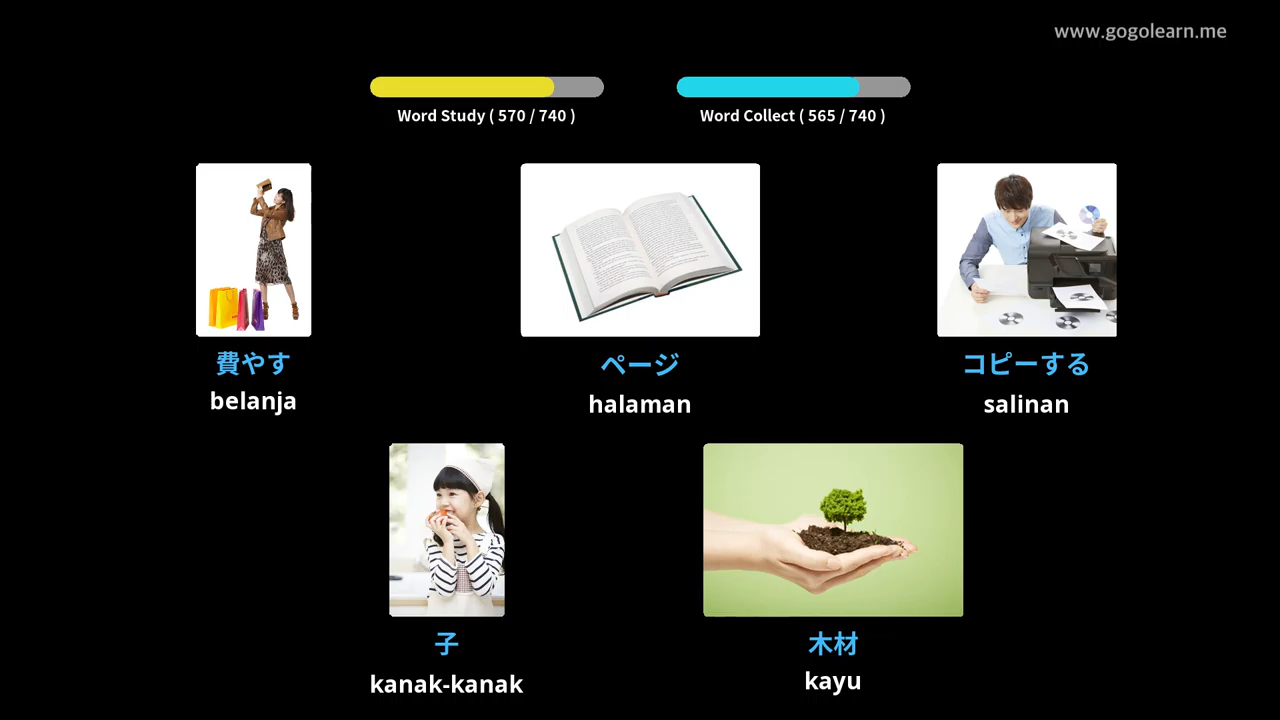 www.gogolearn.me
Word Study ( 570 / 740 )
Word Collect ( 565 / 740 )
費やす
belanja
ページ
halaman
コピーする
salinan
子
kanak-kanak
木材
kayu